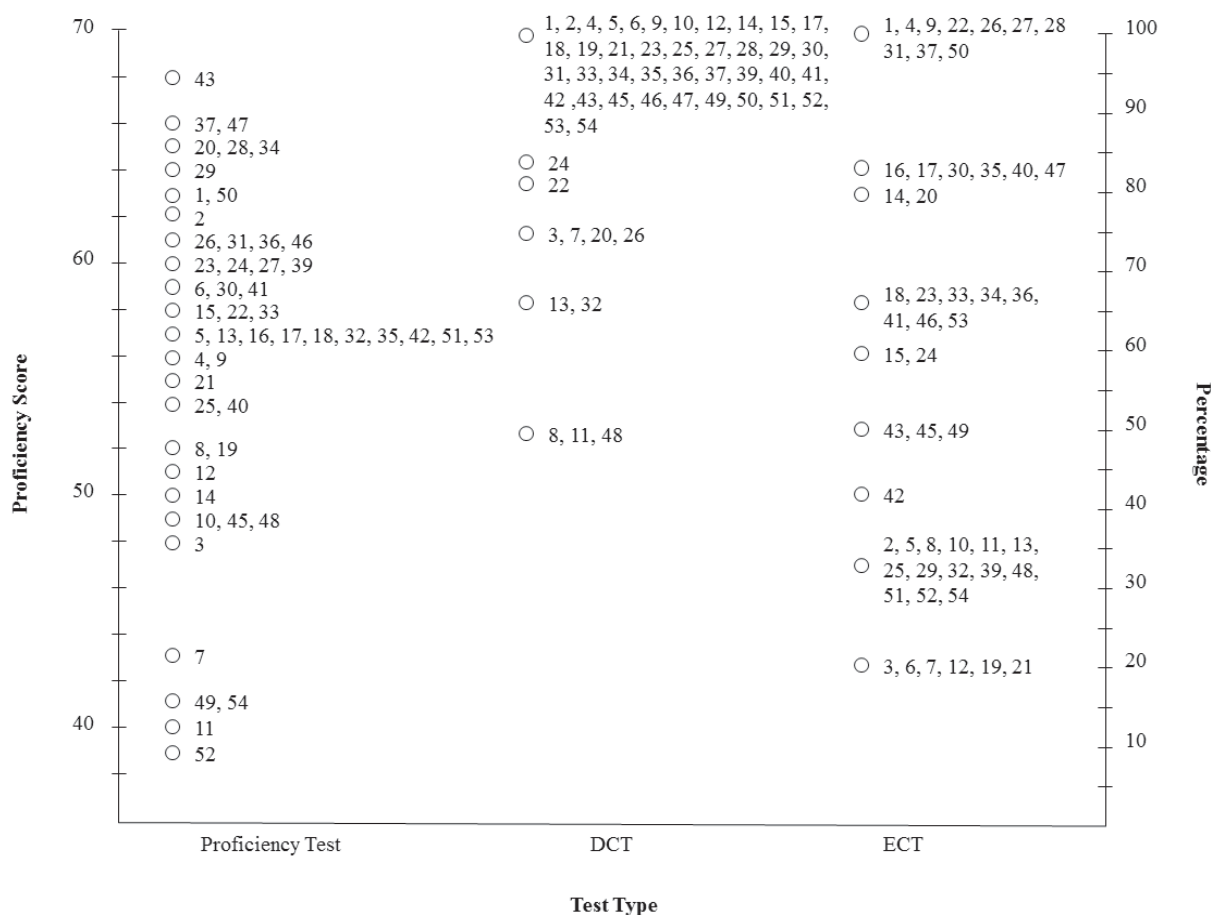 70
60
50
40
Proficiency Score
43
37, 47
20, 28, 34
29
1, 50
2
26, 31, 36, 46
23, 24, 27, 39
6, 30, 41
15, 22, 33
5, 13, 16, 17, 18, 32, 35, 42, 51, 53
4, 9
21
25, 40
8, 19
12
14
10, 45, 48
3
7
49, 54
11
52
1, 2, 4, 5, 6, 9, 10, 12, 14, 15, 17,
18, 19, 21, 23, 25, 27, 28, 29, 30,
31, 33, 34, 35, 36, 37, 39, 40, 41,
42 ,43, 45, 46, 47, 49, 50, 51, 52,
53, 54
24
22
3, 7, 20, 26
13, 32
8, 11, 48
1, 4, 9, 22, 26, 27, 28
31, 37, 50
16, 17, 30, 35, 40, 47
14, 20
18, 23, 33, 34, 36,
41, 46, 53
15, 24
43, 45, 49
42
2, 5, 8, 10, 11, 13,
25, 29, 32, 39, 48,
51, 52, 54
3, 6, 7, 12, 19, 21
100
90
80
70
60
50
40
30
20
10
Percentage
Proficiency Test
DCT
ECT
Test Type